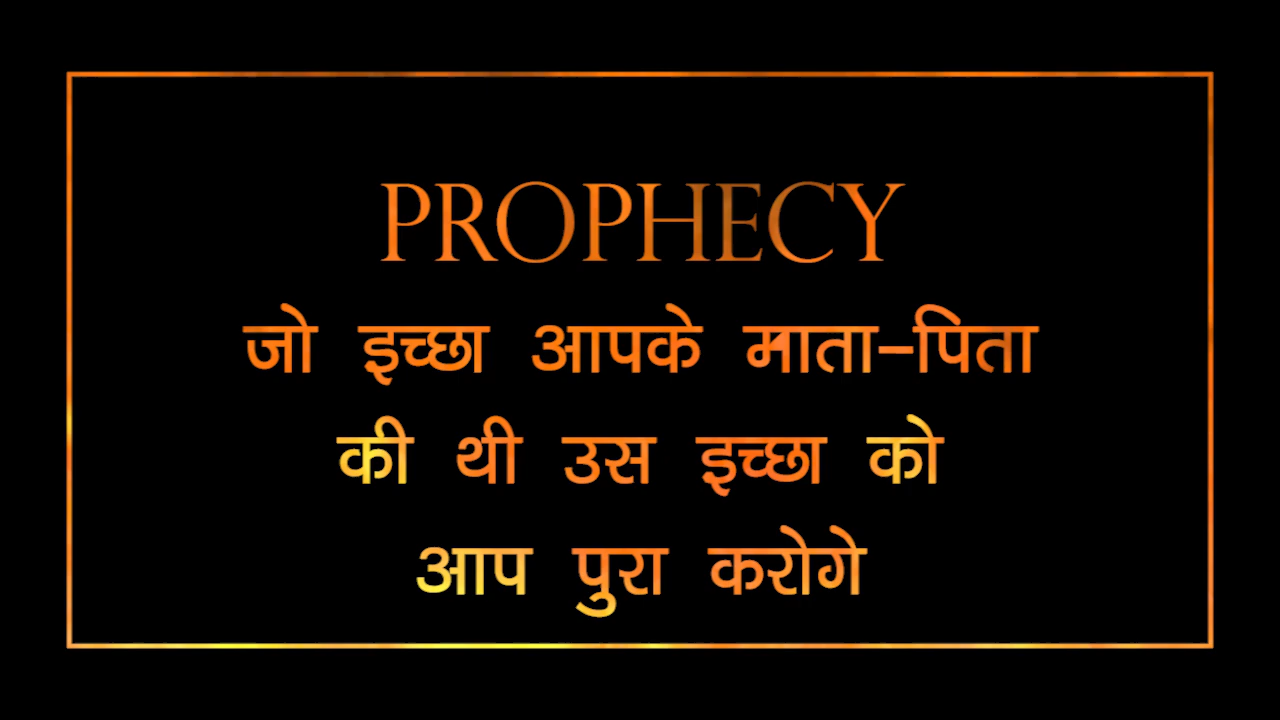 PROPHECY
जो इच्छा आपके माता-पिता
की थी उस इच्छा को
आप पुरा करोगे